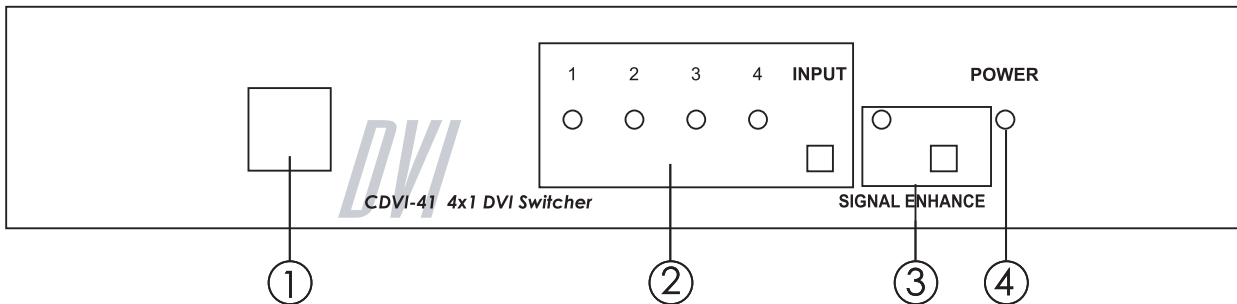 1 2 3 4 INPUT POWER
DVI
CDVI-41 4x1 DVI Switcher
SIGNAL ENHANCE
1 2 3 4